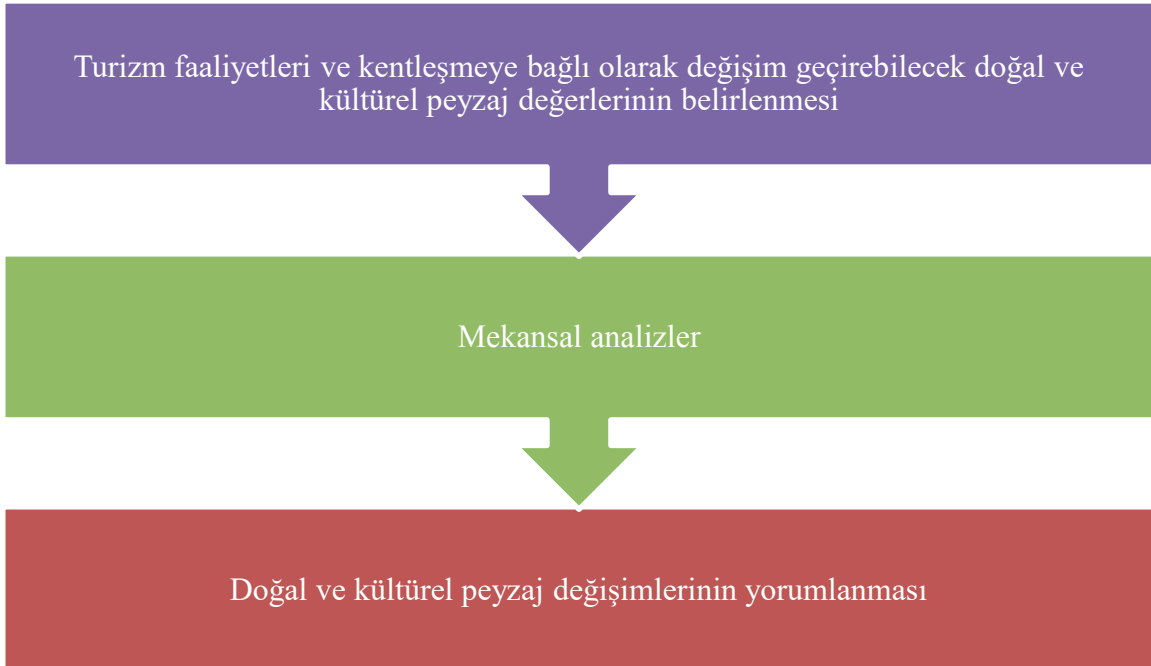 Turizm faaliyetleri ve kentleşmeye bağlı olarak değişim geçirebilecek doğal ve
kültürel peyzaj değerlerinin belirlenmesi
Mekansal analizler
Doğal ve kültürel peyzaj değişimlerinin yorumlanması